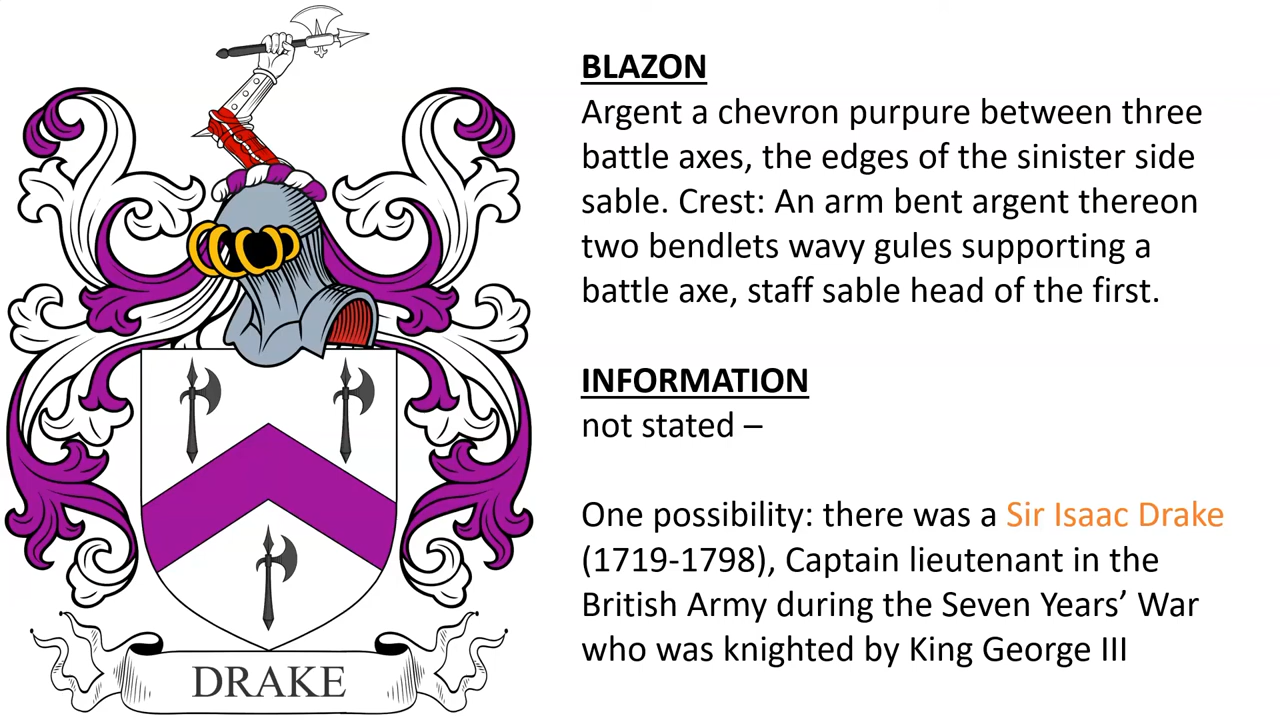 BLAZON
Argent a chevron purpure between three
battle axes, the edges of the sinister side
sable. Crest: An arm bent argent thereon
two bendlets wavy gules supporting a
battle axe, staff sable head of the first.
INFORMATION
not stated –
One possibility: there was a Sir Isaac Drake
(1719-1798), Captain lieutenant in the
British Army during the Seven Years’ War
who was knighted by King George III
DRAKE